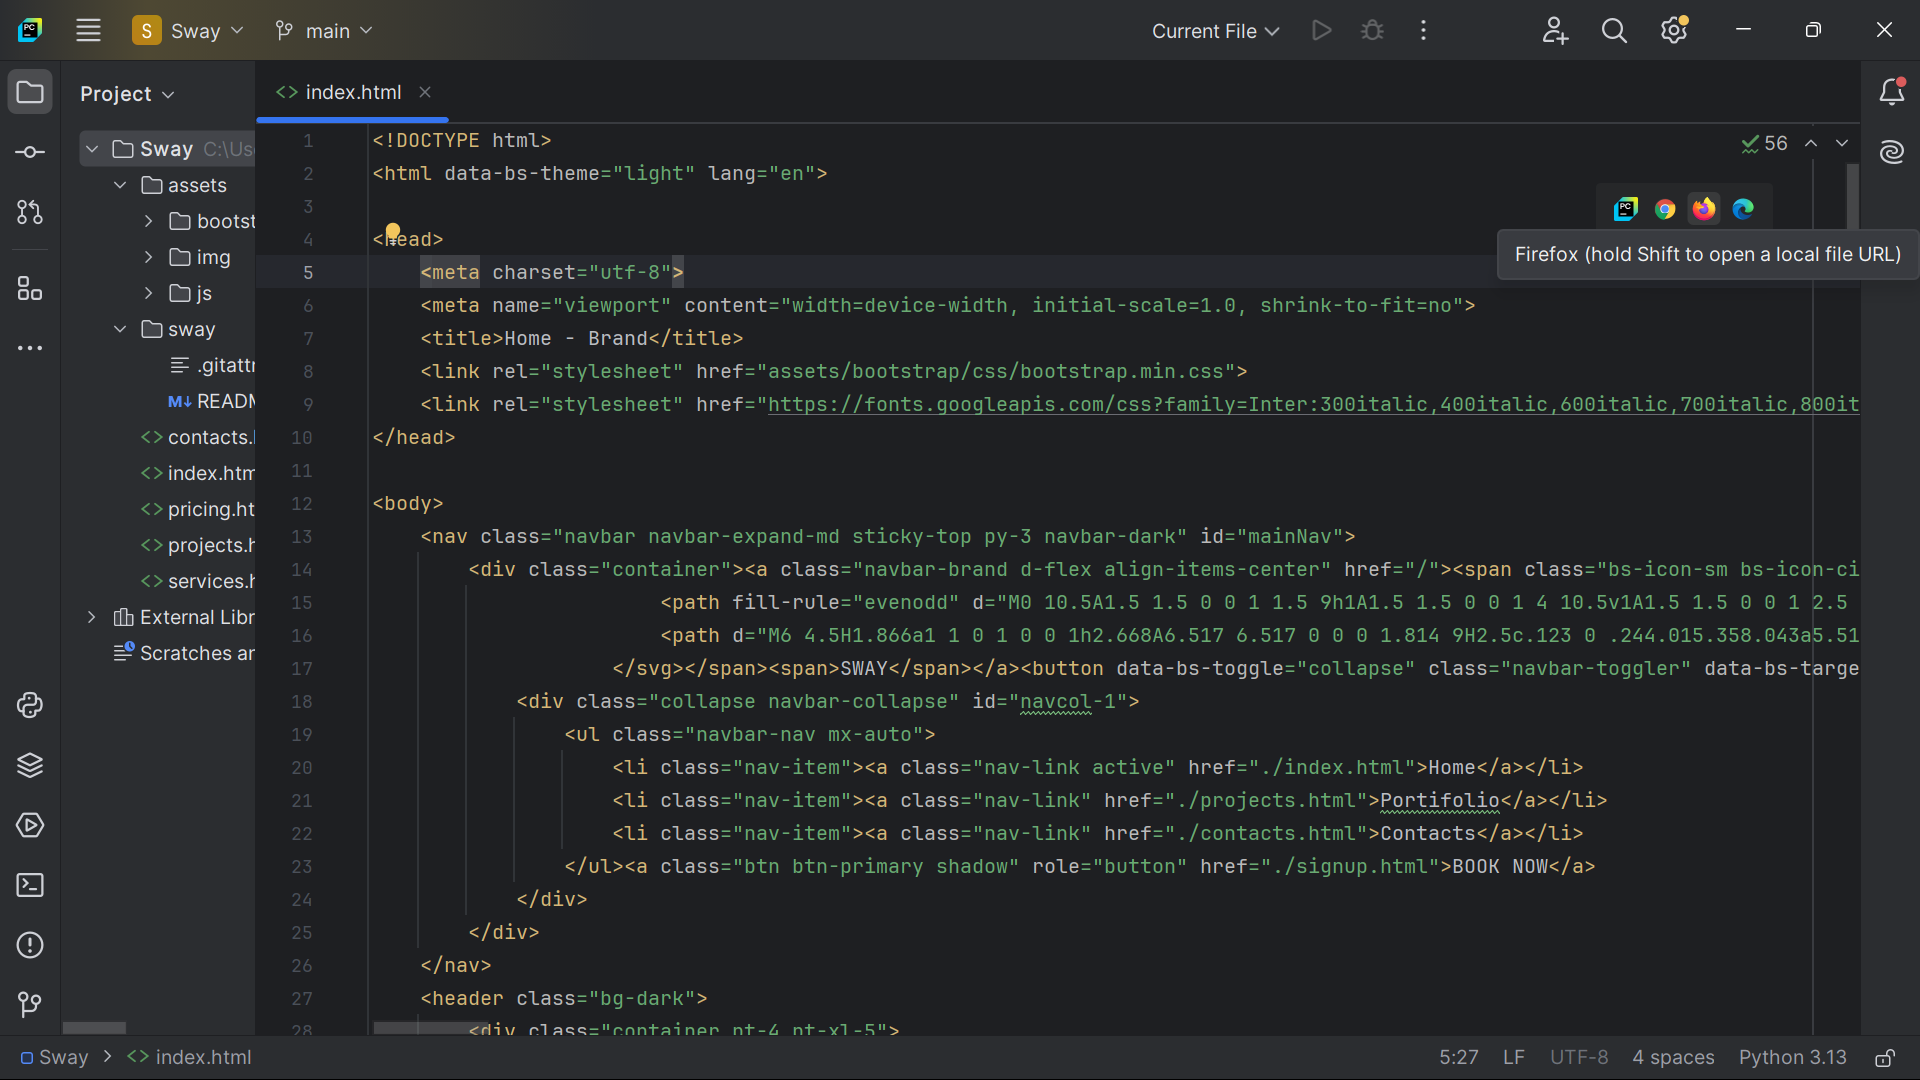 PC
S Sway main Current File
Project
index.html
Sway C:\Us
assets
bootst
img
js
sway
.gitattr
M↓ READM
contacts.
index.htm
pricing.ht
projects.h
services.h
External Libr
Scratches ar
56
PC
Firefox (hold Shift to open a local file URL)
1 <!DOCTYPE html>
2 <html data-bs-theme="light" lang="en">
3
4 <head>
5 <meta charset="utf-8">
6 <meta name="viewport" content="width=device-width, initial-scale=1.0, shrink-to-fit=no">
7 <title>Home - Brand</title>
8 <link rel="stylesheet" href="assets/bootstrap/css/bootstrap.min.css">
9 <link rel="stylesheet" href="https://fonts.googleapis.com/css?family=Inter:300italic,400italic,600italic,700italic,800it
10 </head>
11
12 <body>
13 <nav class="navbar navbar-expand-md sticky-top py-3 navbar-dark" id="mainNav">
14 <div class="container"><a class="navbar-brand d-flex align-items-center" href="/"><span class="bs-icon-sm bs-icon-ci
15 <path fill-rule="evenodd" d="M0 10.5A1.5 1.5 0 0 1 1.5 9h1A1.5 1.5 0 0 1 4 10.5v1A1.5 1.5 0 0 1 2.5
16 <path d="M6 4.5H1.866a1 1 0 1 0 0 1h2.668A6.517 6.517 0 0 0 1.814 9H2.5c.123 0 .244.015.358.043a5.51
17 </svg></span><span>SWAY</span></a><button data-bs-toggle="collapse" class="navbar-toggler" data-bs-targe
18 <div class="collapse navbar-collapse" id="navcol-1">
19 <ul class="navbar-nav mx-auto">
20 <li class="nav-item"><a class="nav-link active" href="./index.html">Home</a></li>
21 <li class="nav-item"><a class="nav-link" href="./projects.html">Portifolio</a></li>
22 <li class="nav-item"><a class="nav-link" href="./contacts.html">Contacts</a></li>
23 </ul><a class="btn btn-primary shadow" role="button" href="./signup.html">BOOK NOW</a>
24 </div>
25 </div>
26 </nav>
27 <header class="bg-dark">
28 <div class="container pt-4 pt-xl-5">
Sway > index.html
5:27 LF UTF-8 4 spaces Python 3.13